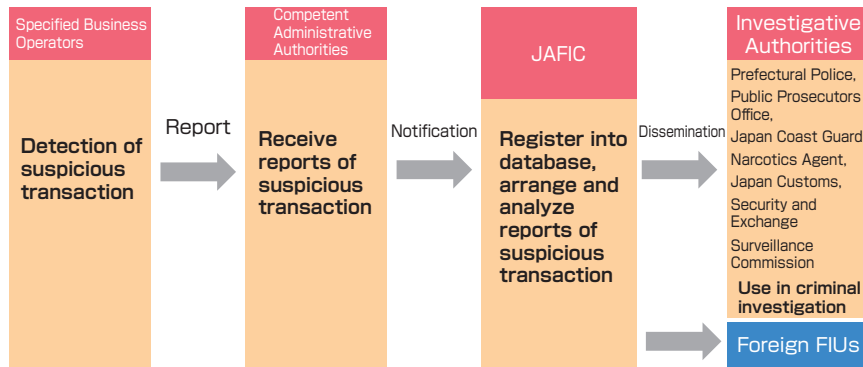 Specified Business
Operators
Detection of
suspicious
transaction
Report
Competent
Administrative
Authorities
Receive
reports of
suspicious
transaction
Notification
JAFIC
Register into
database,
arrange and
analyze
reports of
suspicious
transaction
Dissemination
Investigative
Authorities
Prefectural Police,
Public Prosecutors
Office,
Japan Coast Guard
Narcotics Agent,
Japan Customs,
Security and
Exchange
Surveillance
Commission
Use in criminal
investigation
Foreign FIUs